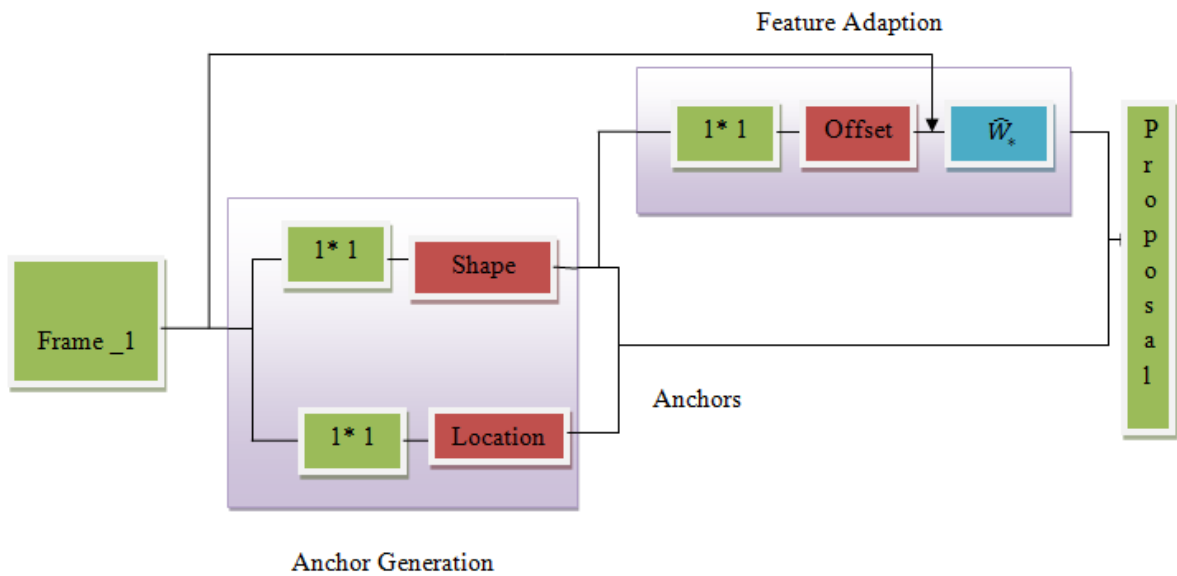 Feature Adaption
1* 1
Offset
Ŵ*
P
r
o
p
o
s
a
l
1* 1
Shape
Frame _1
Anchors
1* 1
Location
Anchor Generation